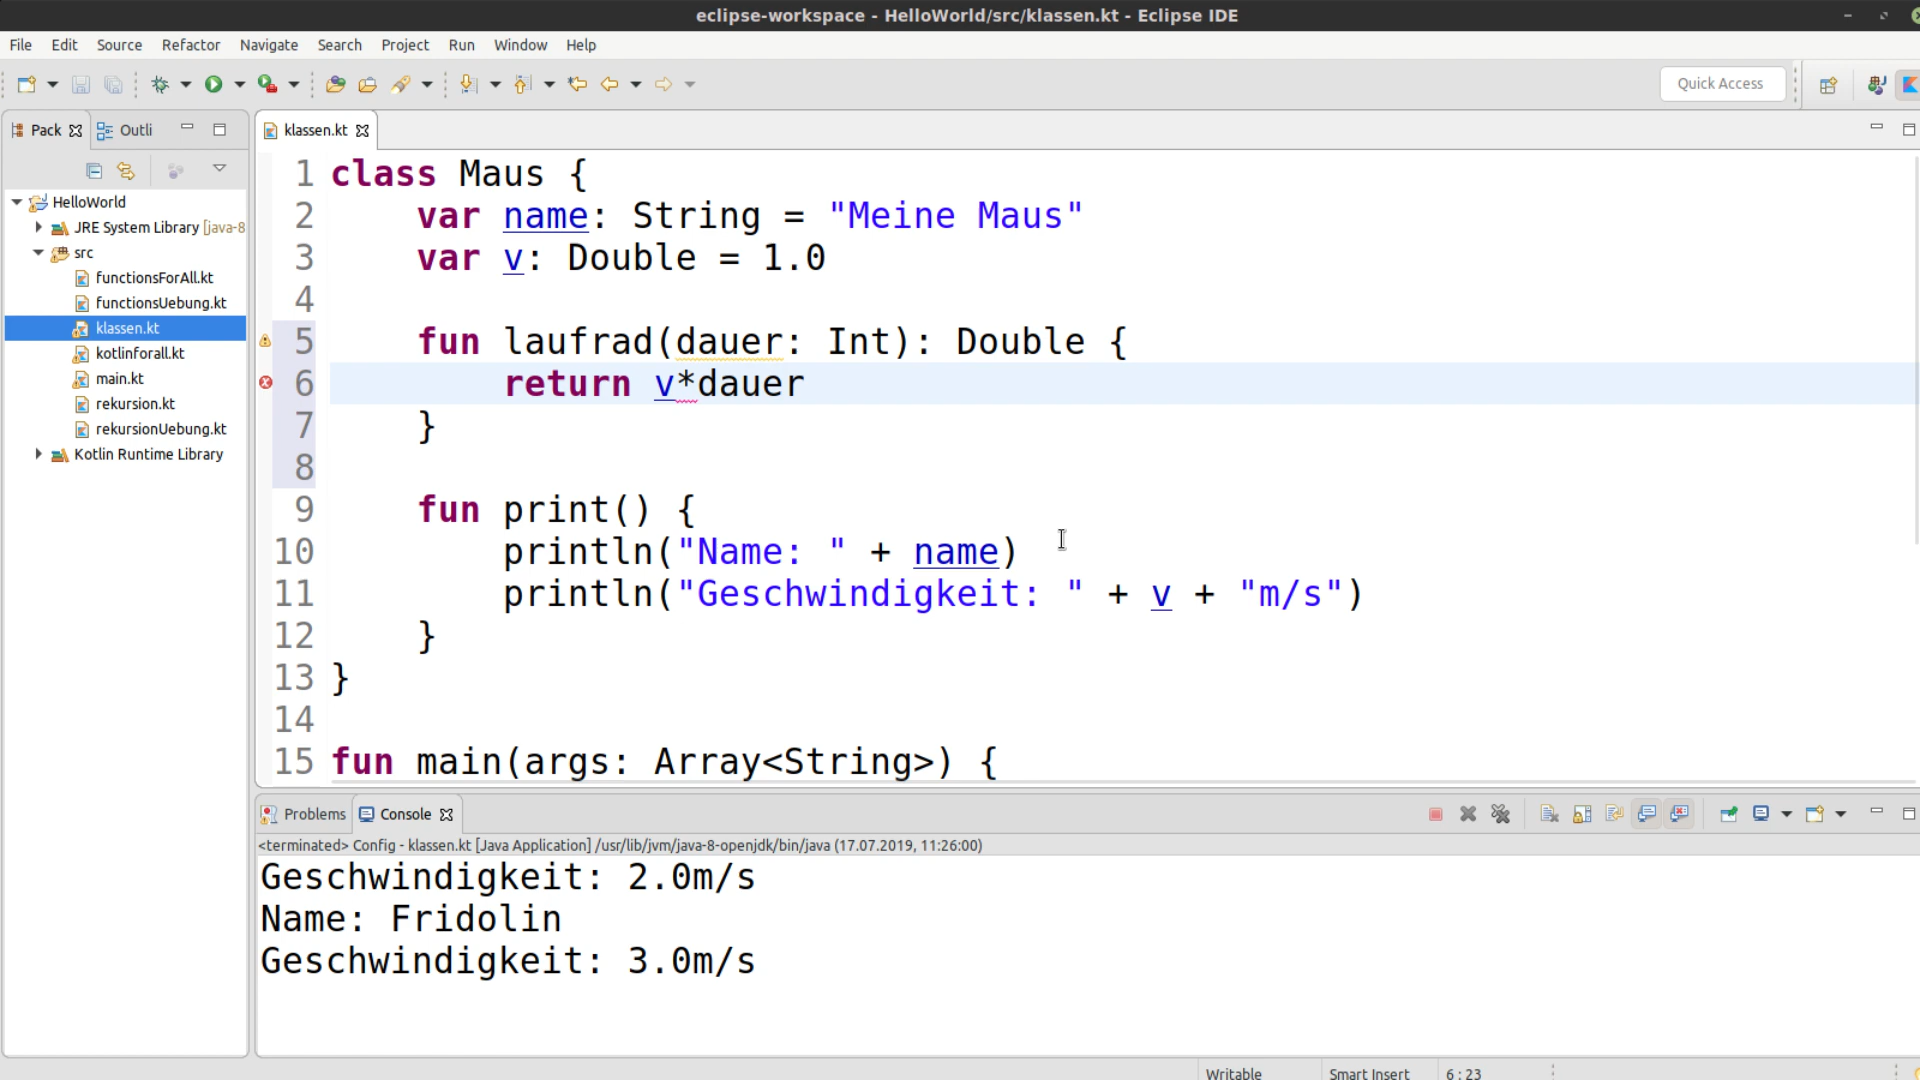 eclipse-workspace - HelloWorld/src/klassen.kt - Eclipse IDE
File Edit Source Refactor Navigate Search Project Run Window Help
Quick Access
Pack Outli
klassen.kt
HelloWorld
JRE System Library [java-8
src
functionsForAll.kt
functionsUebung.kt
klassen.kt
kotlinforall.kt
main.kt
rekursion.kt
rekursionUebung.kt
Kotlin Runtime Library
1 class Maus {
2 var name: String = "Meine Maus"
3 var v: Double = 1.0
4
5 fun laufrad(dauer: Int): Double {
6 return v*dauer
7 }
8
9 fun print() {
10 println("Name: " + name)
11 println("Geschwindigkeit: " + v + "m/s")
12 }
13 }
14
15 fun main(args: Array<String>) {
Problems Console
<terminated> Config - klassen.kt [Java Application] /usr/lib/jvm/java-8-openjdk/bin/java (17.07.2019, 11:26:00)
Geschwindigkeit: 2.0m/s
Name: Fridolin
Geschwindigkeit: 3.0m/s
Writable Smart Insert 6 : 23